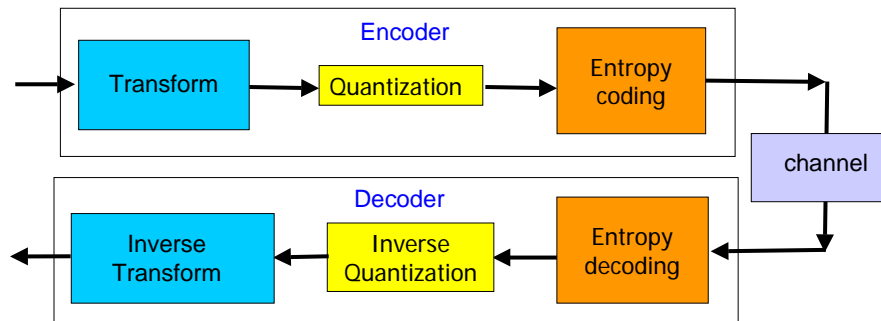 Encoder
Transform
Quantization
Entropy
coding
channel
Decoder
Inverse
Transform
Inverse
Quantization
Entropy
decoding